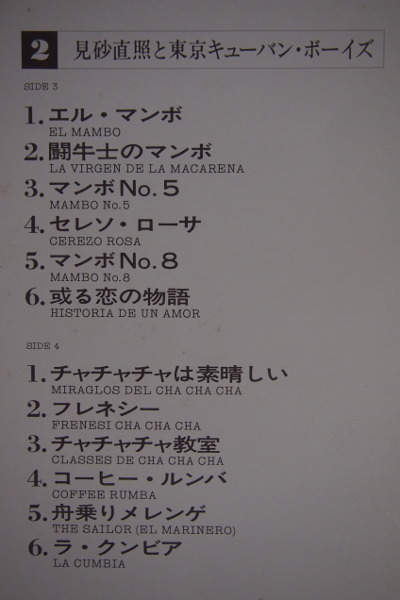 2 見砂直照と東京キューバン・ボーイズ
SIDE 3
1. エル・マンボ
EL MAMBO
2. 闘牛士のマンボ
LA VIRGEN DE LA MACARENA
3. マンボNo.5
MAMBO No.5
4. セレソ・ローサ
CEREZO ROSA
5. マンボNo.8
MAMBO No.8
6. 或る恋の物語
HISTORIA DE UN AMOR
SIDE 4
1. チャチャチャは素晴しい
MIRAGLOS DEL CHA CHA CHA
2. フレネシー
FRENESI CHA CHA CHA
3. チャチャチャ教室
CLASSES DE CHA CHA CHA
4. コーヒー・ルンバ
COFFEE RUMBA
5. 舟乗りメレンゲ
THE SAILOR (EL MARINERO)
6. ラ・クンビア
LA CUMBIA